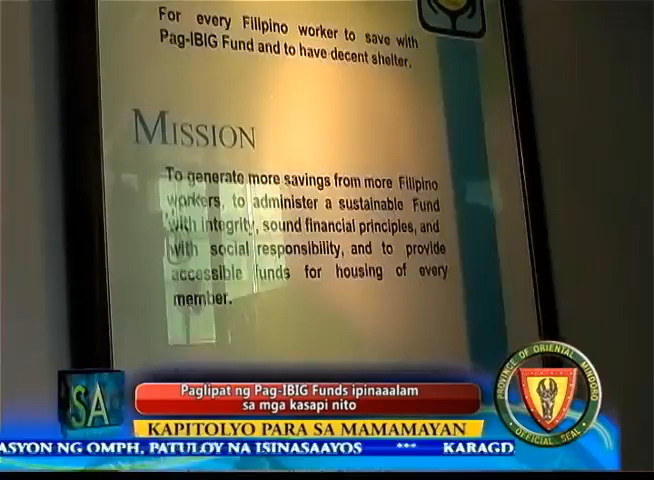 For every Filipino worker to save with
Pag-IBIG Fund and to have decent shelter.
MISSION
To generate more savings from more Filipino
workers, to administer a sustainable Fund
with integrity, sound financial principles, and
with social responsibility, and to provide
accessible funds for housing of every
member.
SA
Paglipat ng Pag-IBIG Funds ipinaaalam
sa mga kasapi nito
KAPITOLYO PARA SA MAMAMAYAN
ASYON NG OMPH, PATULOY NA ISINASAAYOS *** KARAGD
PROVINCE OF ORIENTAL MINDORO
OFFICIAL SEAL